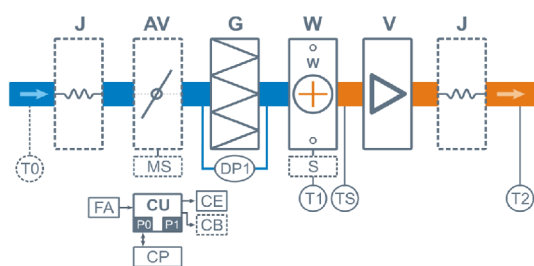 J AV G W V J
W
MS DP1 S
T0 T1 TS T2
FA CU CE
P0 P1 CB
CP